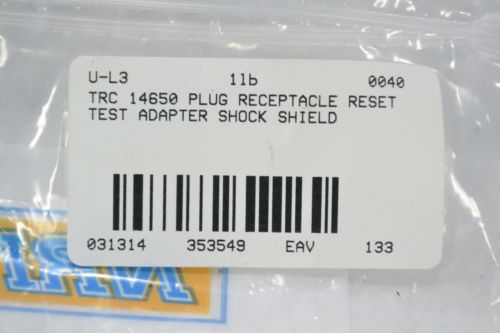 U-L3 1lb 0040
TRC 14650 PLUG RECEPTACLE RESET
TEST ADAPTER SHOCK SHIELD
031314 353549 EAV 133